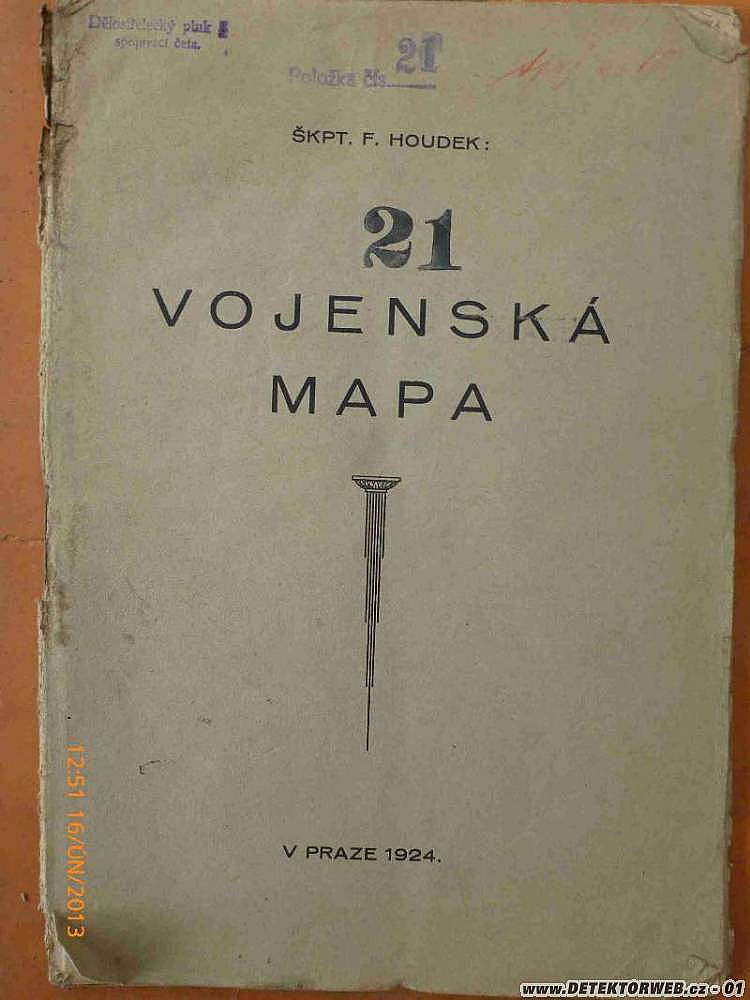 Dělostřelecký pluk
spojovací četa.
Položka čís. 21
ŠKPT. F. HOUDEK:
21
VOJENSKÁ
MAPA
V PRAZE 1924.
12:51 16/ÚN/2013
www.DETEKTORWEB.cz - 01